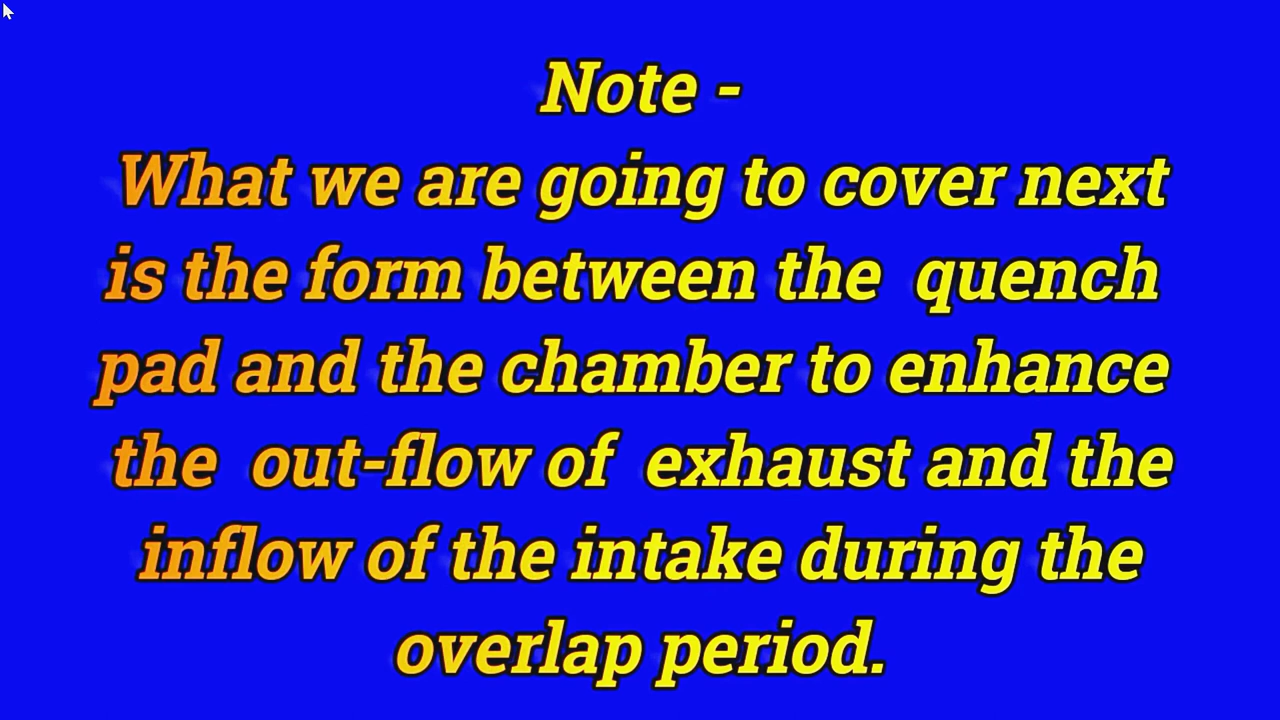 Note -
What we are going to cover next
is the form between the quench
pad and the chamber to enhance
the out-flow of exhaust and the
inflow of the intake during the
overlap period.